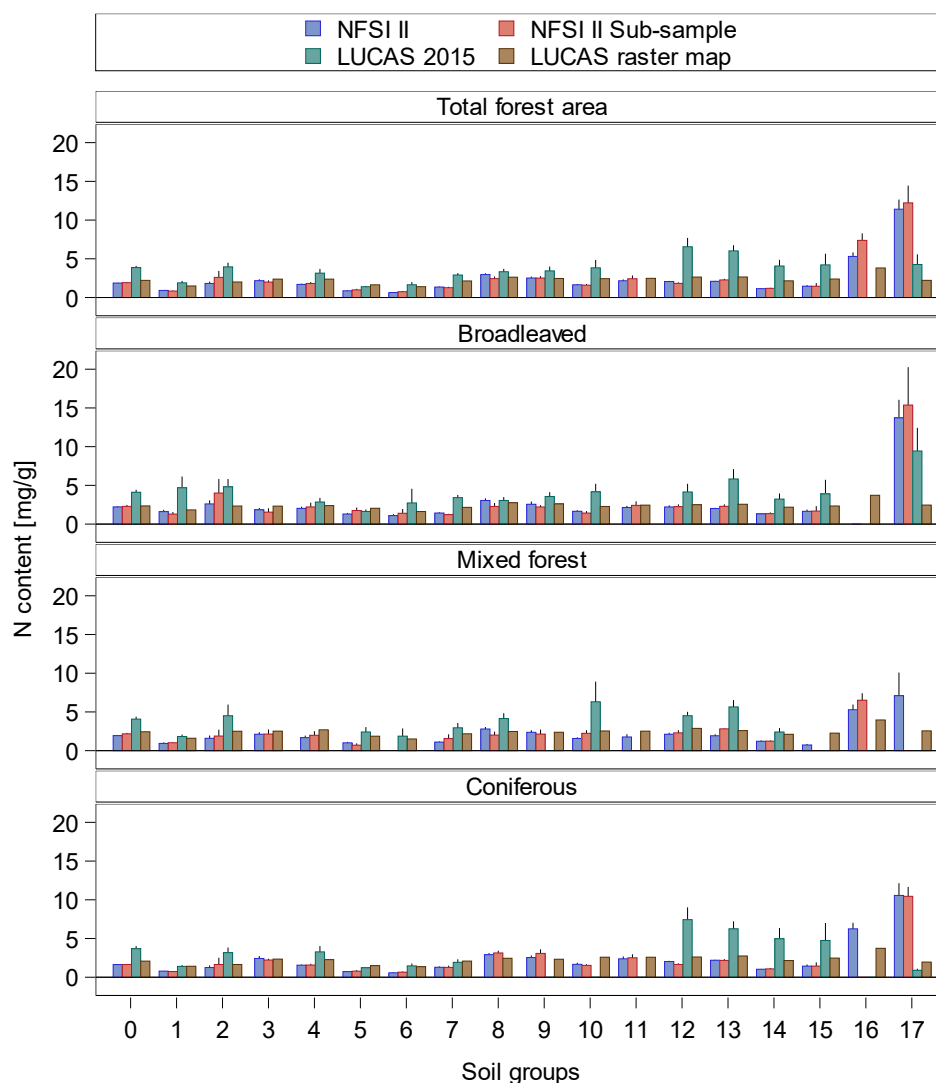 NFSI II
NFSI II Sub-sample
LUCAS 2015
LUCAS raster map
Total forest area
20
15
10
5
0
Broadleaved
20
15
10
5
0
N content [mg/g]
Mixed forest
20
15
10
5
0
Coniferous
20
15
10
5
0
0 1 2 3 4 5 6 7 8 9 10 11 12 13 14 15 16 17
Soil groups